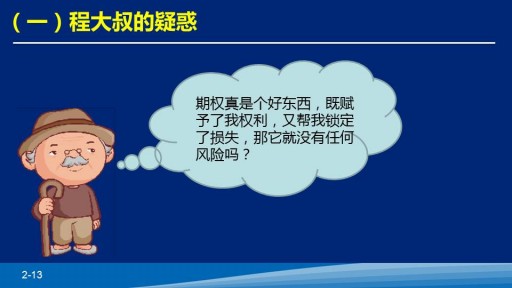 （一）程大叔的疑惑
期权真是个好东西，既赋
予了我权利，又帮我锁定
了损失，那它就没有任何
风险吗？
2-13